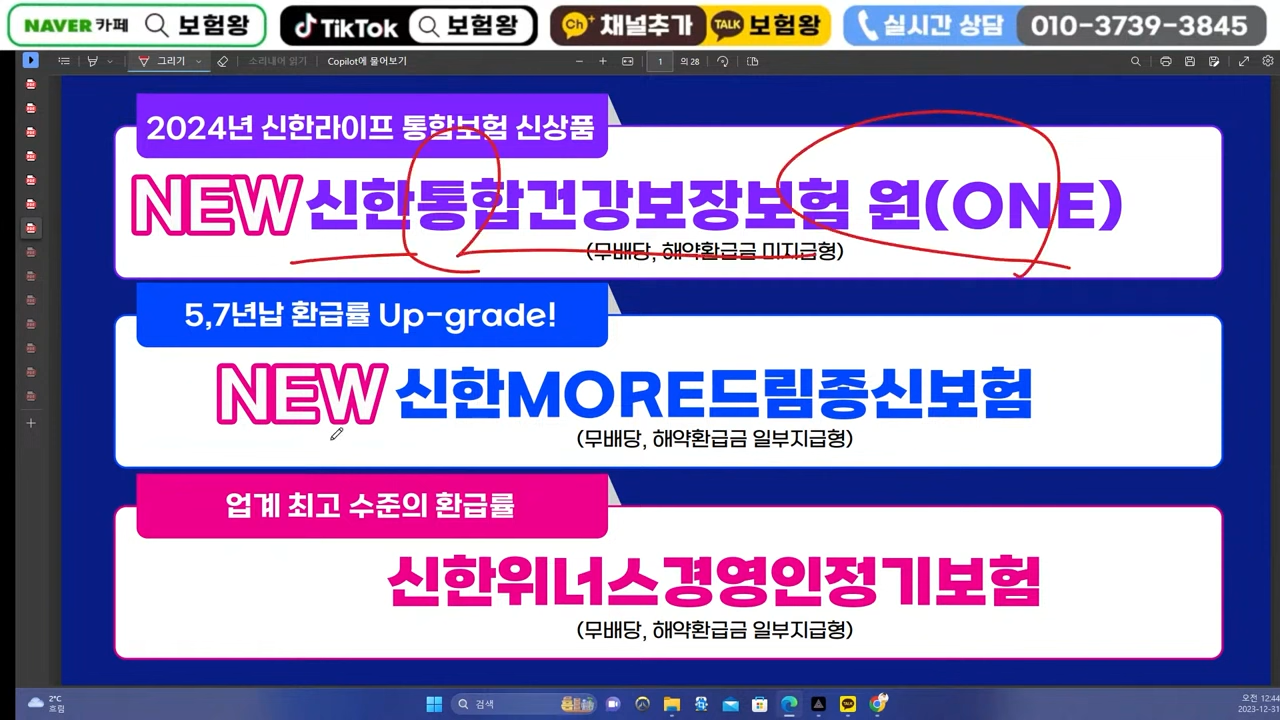 NAVER 카페 보험왕 TikTok 보험왕 Ch+ 채널추가 TALK 보험왕 실시간 상담 010-3739-3845
그리기 소리내어 읽기 Copilot에 물어보기 1 의 28
2024년 신한라이프 통합보험 신상품
NEW 신한통합건강보장보험 원(ONE)
(무배당, 해약환급금 미지급형)
5,7년납 환급률 Up-grade!
NEW 신한MORE드림종신보험
(무배당, 해약환급금 일부지급형)
업계 최고 수준의 환급률
신한위너스경영인정기보험
(무배당, 해약환급금 일부지급형)
2°C
흐림
검색
오전 12:44
2023-12-31